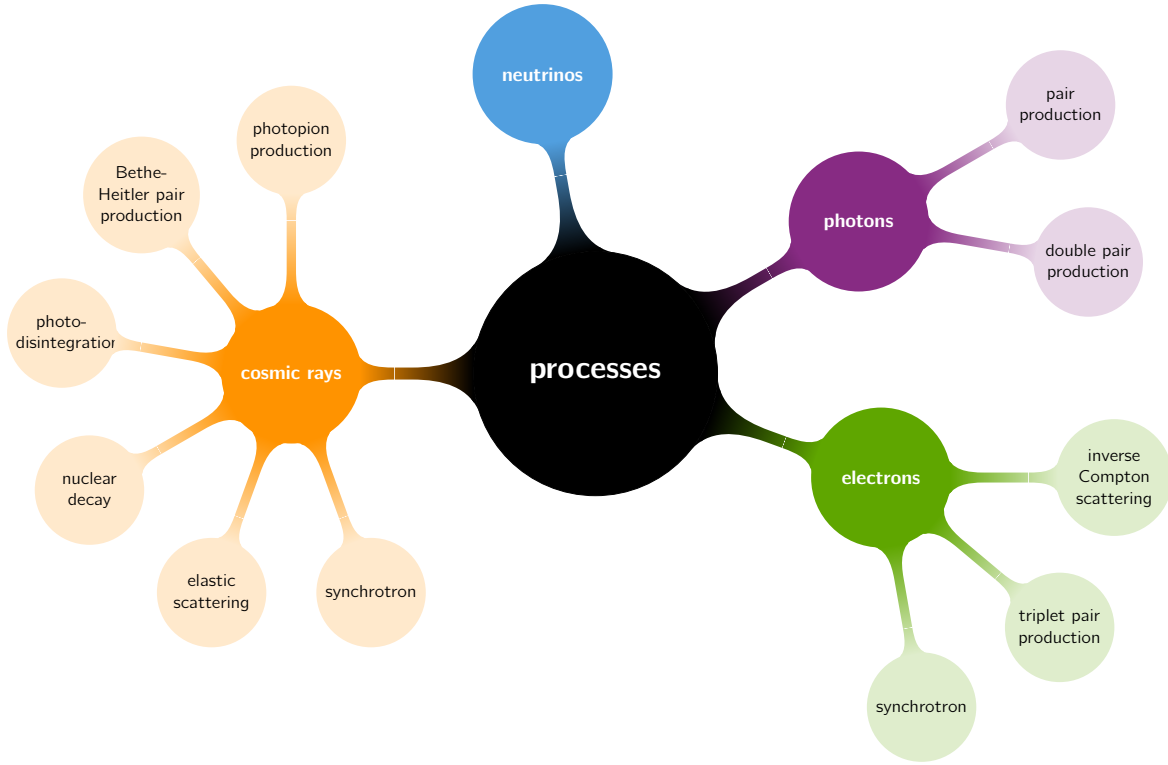 neutrinos
pair
production
photopion
production
Bethe-
Heitler pair
production
photons
double pair
production
photo-
disintegration
processes
cosmic rays
inverse
Compton
scattering
electrons
nuclear
decay
elastic
scattering
synchrotron
triplet pair
production
synchrotron